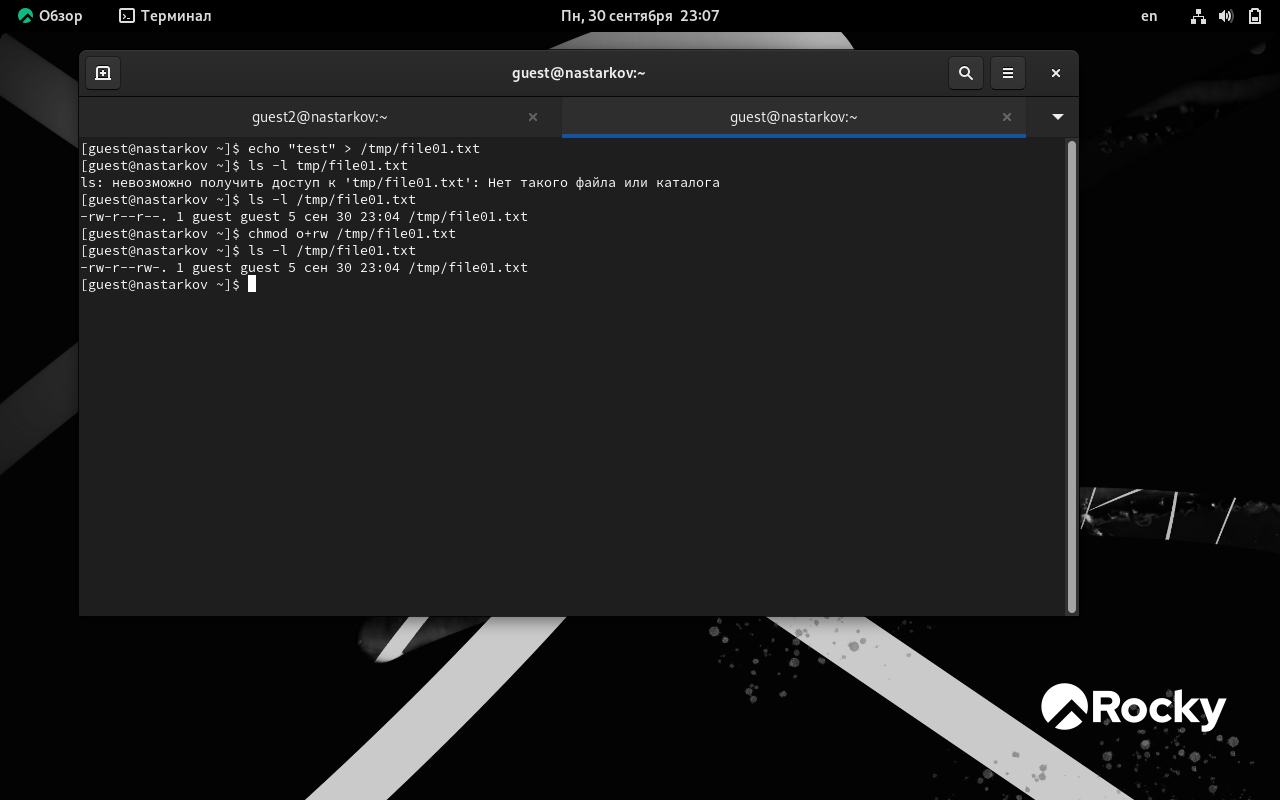 Обзор Терминал Пн, 30 сентября 23:07 en
guest@nastarkov:~
guest2@nastarkov:~ guest@nastarkov:~
[guest@nastarkov ~]$ echo "test" > /tmp/file01.txt
[guest@nastarkov ~]$ ls -l tmp/file01.txt
ls: невозможно получить доступ к 'tmp/file01.txt': Нет такого файла или каталога
[guest@nastarkov ~]$ ls -l /tmp/file01.txt
-rw-r--r--. 1 guest guest 5 сен 30 23:04 /tmp/file01.txt
[guest@nastarkov ~]$ chmod o+rw /tmp/file01.txt
[guest@nastarkov ~]$ ls -l /tmp/file01.txt
-rw-r--rw-. 1 guest guest 5 сен 30 23:04 /tmp/file01.txt
[guest@nastarkov ~]$
Rocky